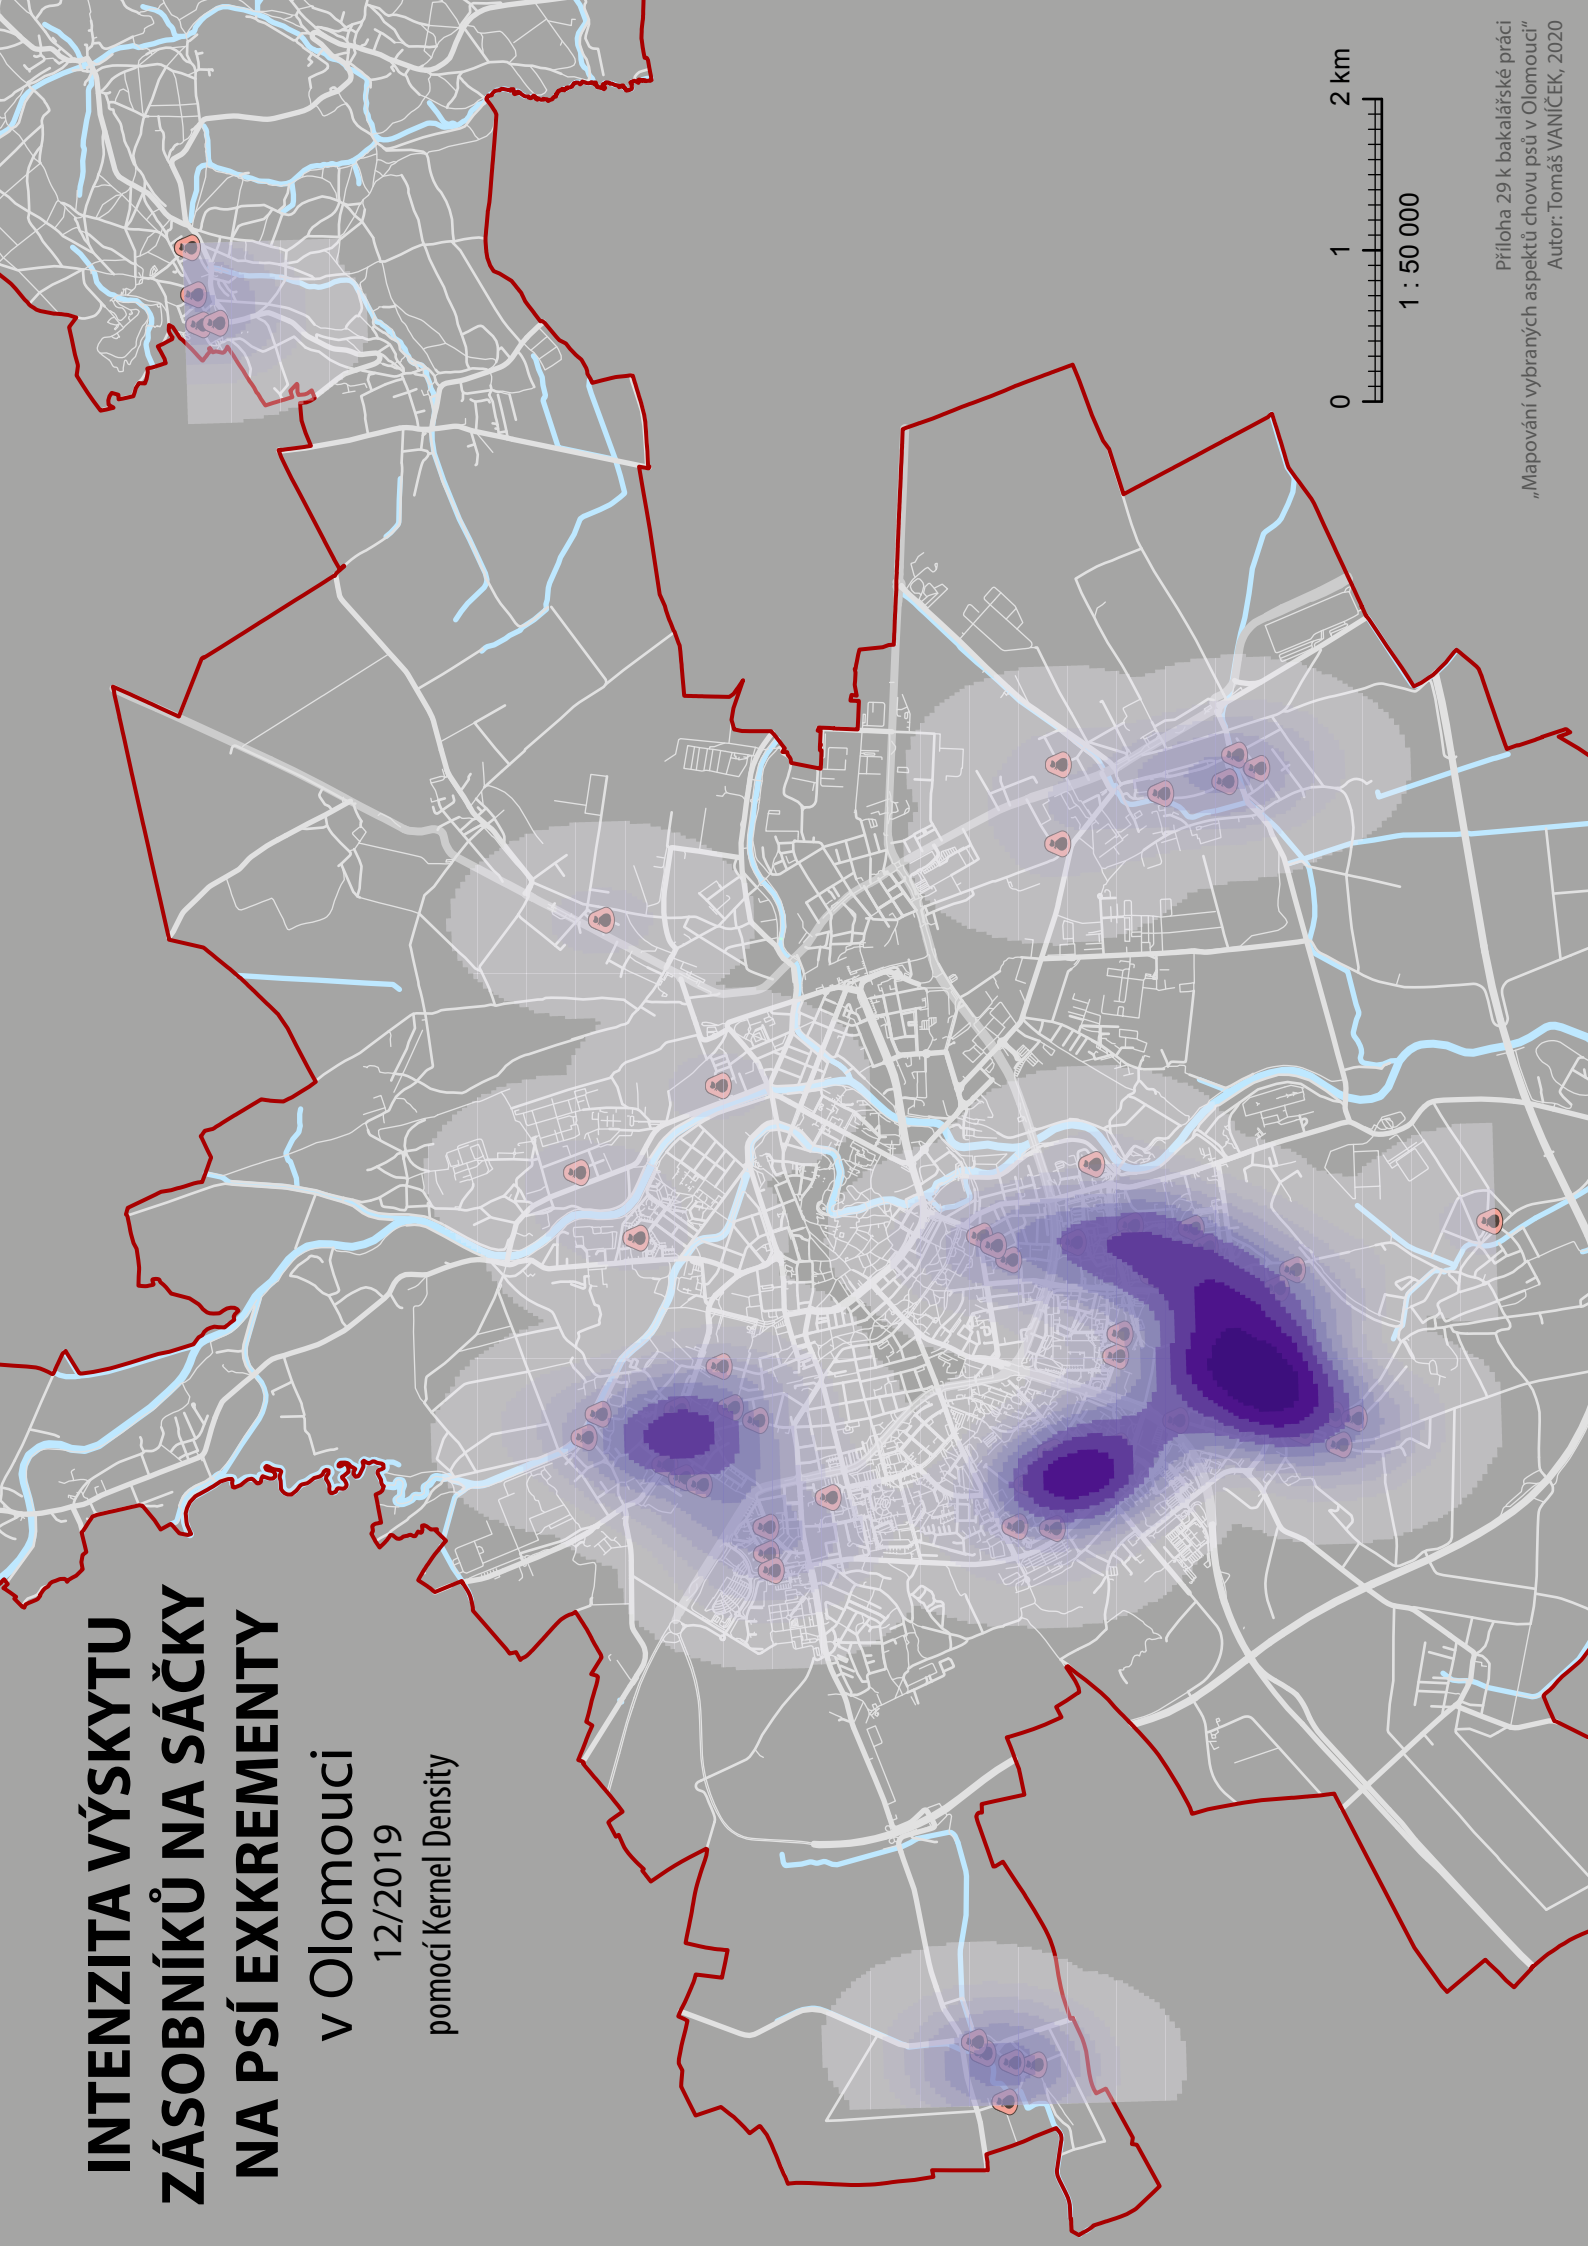 INTENZITA VÝSKYTU
ZÁSOBNÍKŮ NA SÁČKY
NA PSÍ EXKREMENTY
v Olomouci
12/2019
pomocí Kernel Density
0 1 2 km
1 : 50 000
Příloha 29 k bakalářské práci
„Mapování vybraných aspektů chovu psů v Olomouci“
Autor: Tomáš VANÍČEK, 2020